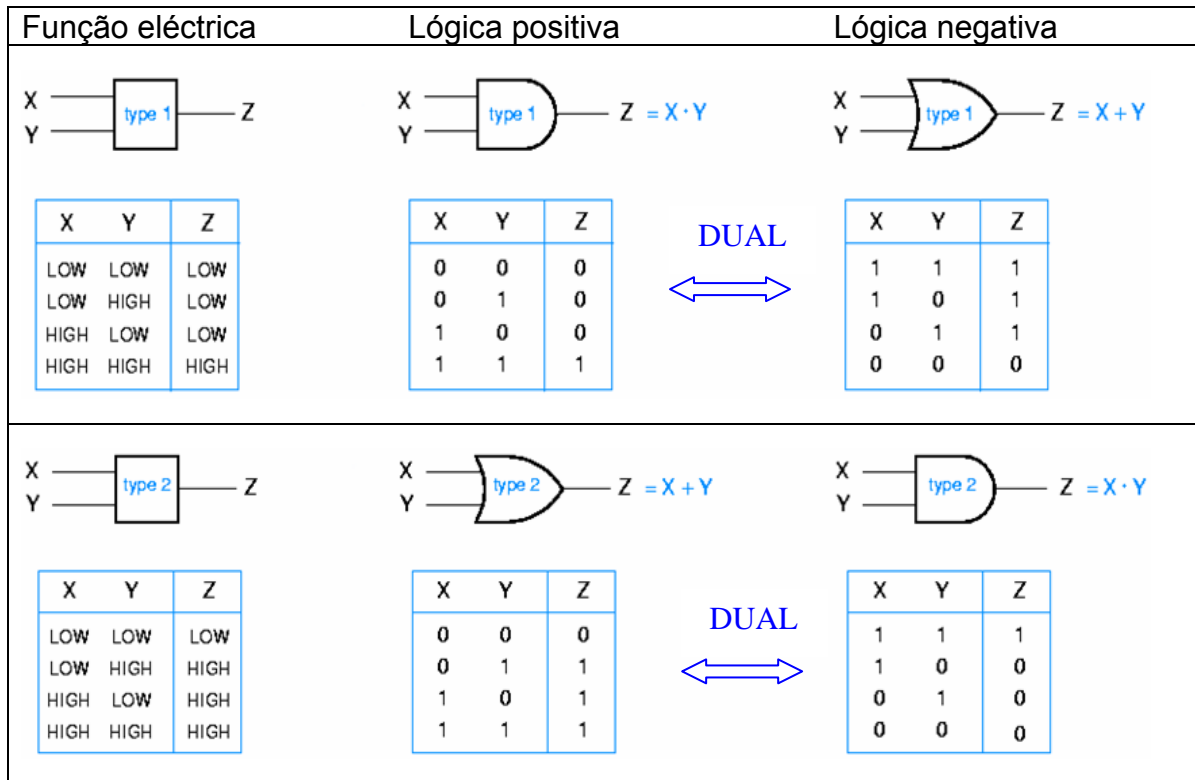 Função eléctrica Lógica positiva Lógica negativa
X
Y
type 1
Z
X
Y
type 1
Z = X · Y
X
Y
type 1
Z = X + Y
X Y Z
LOW LOW LOW
LOW HIGH LOW
HIGH LOW LOW
HIGH HIGH HIGH
X Y Z
0 0 0
0 1 0
1 0 0
1 1 1
DUAL
X Y Z
1 1 1
1 0 1
0 1 1
0 0 0
X
Y
type 2
Z
X
Y
type 2
Z = X + Y
X
Y
type 2
Z = X · Y
X Y Z
LOW LOW LOW
LOW HIGH HIGH
HIGH LOW HIGH
HIGH HIGH HIGH
X Y Z
0 0 0
0 1 1
1 0 1
1 1 1
DUAL
X Y Z
1 1 1
1 0 0
0 1 0
0 0 0